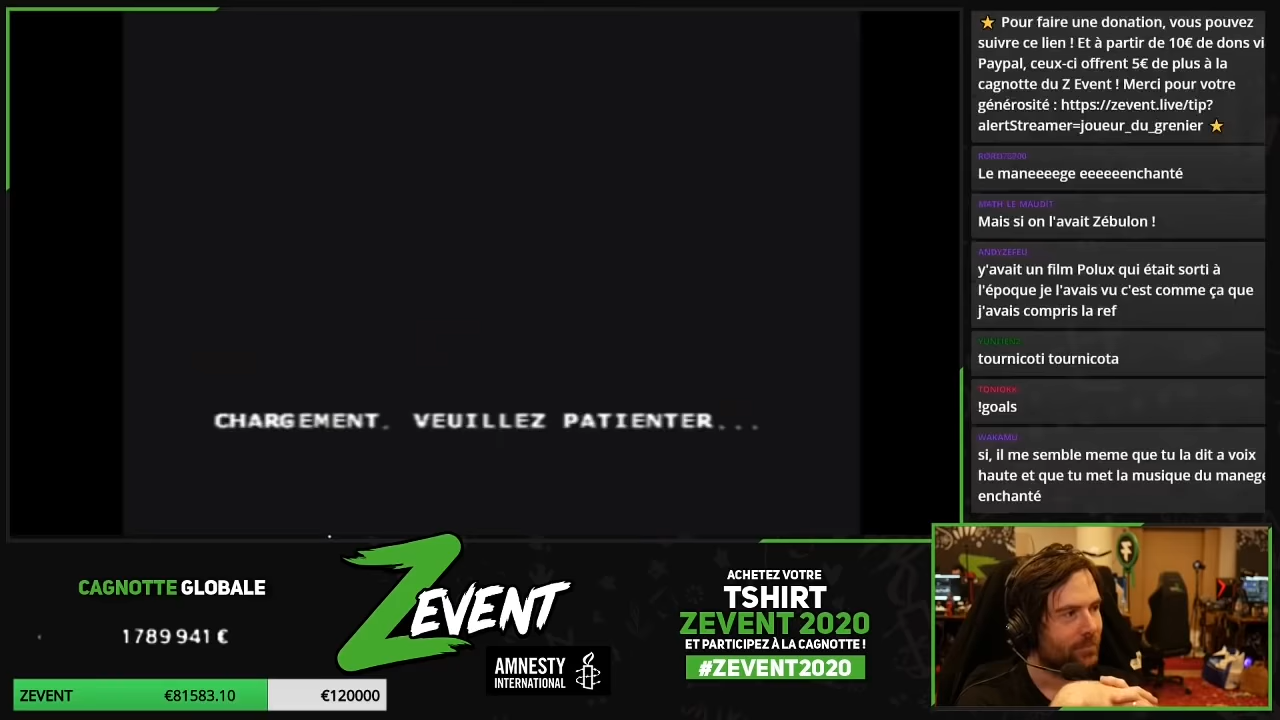 ⭐ Pour faire une donation, vous pouvez
suivre ce lien ! Et à partir de 10€ de dons vi
Paypal, ceux-ci offrent 5€ de plus à la
cagnotte du Z Event ! Merci pour votre
générosité : https://zevent.live/tip?
alertStreamer=joueur_du_grenier ⭐
Le maneeeege eeeeeenchanté
MATH LE MAUDIT
Mais si on l'avait Zébulon !
ANDYZEFEU
y'avait un film Polux qui était sorti à
l'époque je l'avais vu c'est comme ça que
j'avais compris la ref
tournicoti tournicota
!goals
WAKAMU
si, il me semble meme que tu la dit a voix
haute et que tu met la musique du manege
enchanté
CHARGEMENT. VEUILLEZ PATIENTER...
CAGNOTTE GLOBALE
1 789 941 €
ZEVENT €81583.10 €120000
ZEVENT
AMNESTY
INTERNATIONAL
ACHETEZ VOTRE
TSHIRT
ZEVENT 2020
ET PARTICIPEZ À LA CAGNOTTE !
#ZEVENT2020